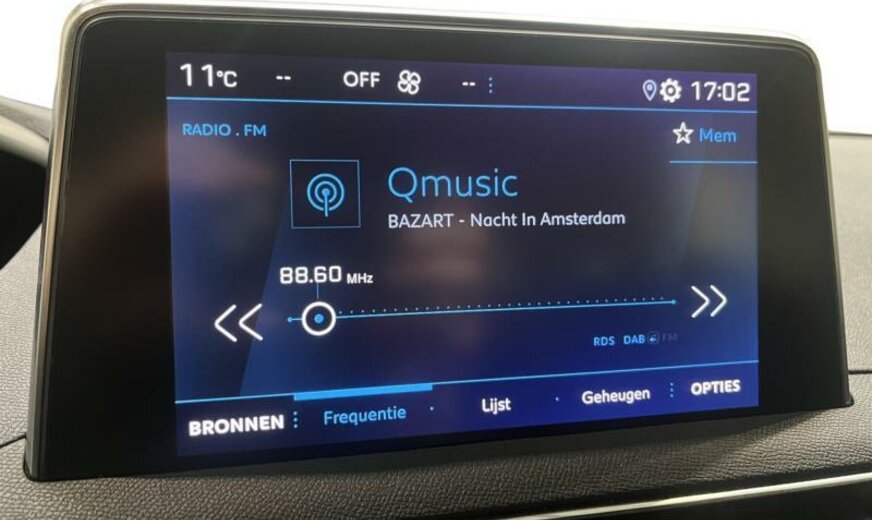 11°C -- OFF -- 17:02
RADIO . FM
Mem
Qmusic
BAZART - Nacht In Amsterdam
88.60 MHz
RDS DAB FM
BRONNEN Frequentie Lijst Geheugen OPTIES